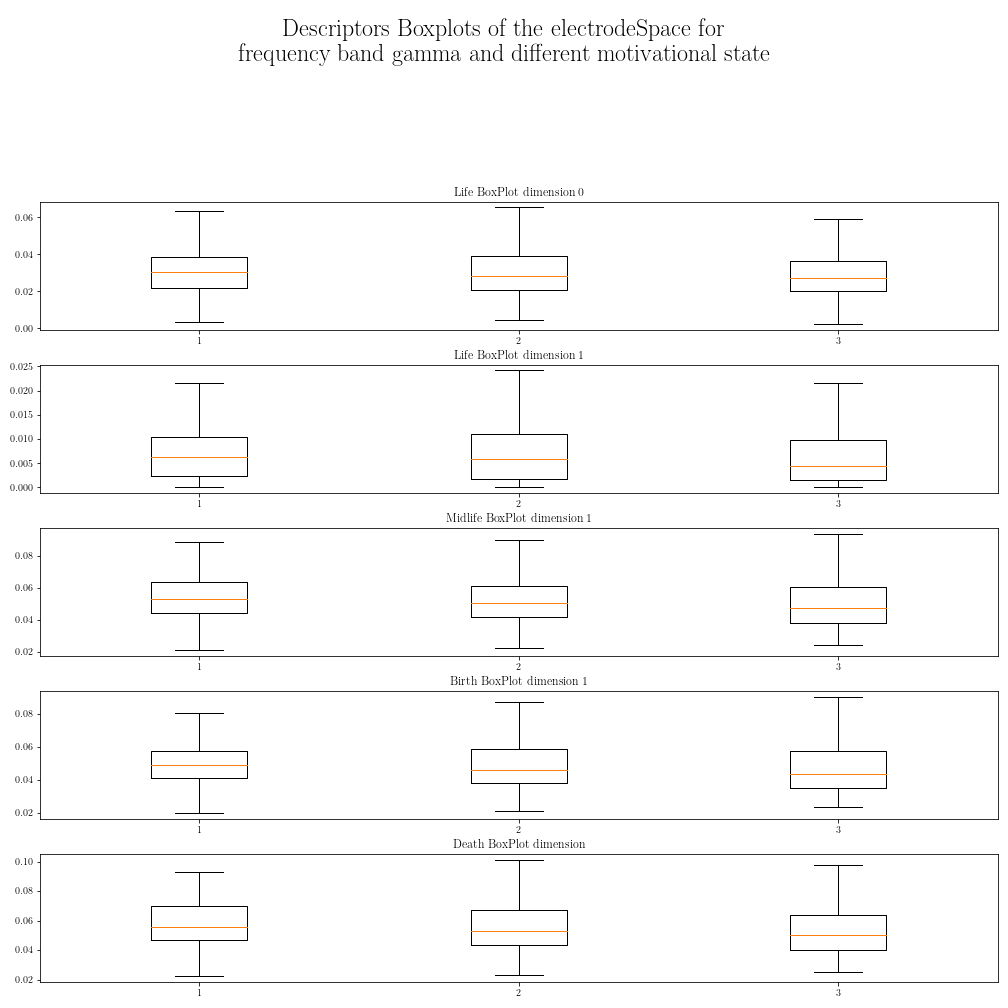 Descriptors Boxplots of the electrodeSpace for
frequency band gamma and different motivational state
Life BoxPlot dimension 0
0.06
0.04
0.02
0.00
1 2 3
Life BoxPlot dimension 1
0.025
0.020
0.015
0.010
0.005
0.000
1 2 3
Midlife BoxPlot dimension 1
0.08
0.06
0.04
0.02
1 2 3
Birth BoxPlot dimension 1
0.08
0.06
0.04
0.02
1 2 3
Death BoxPlot dimension
0.10
0.08
0.06
0.04
0.02
1 2 3